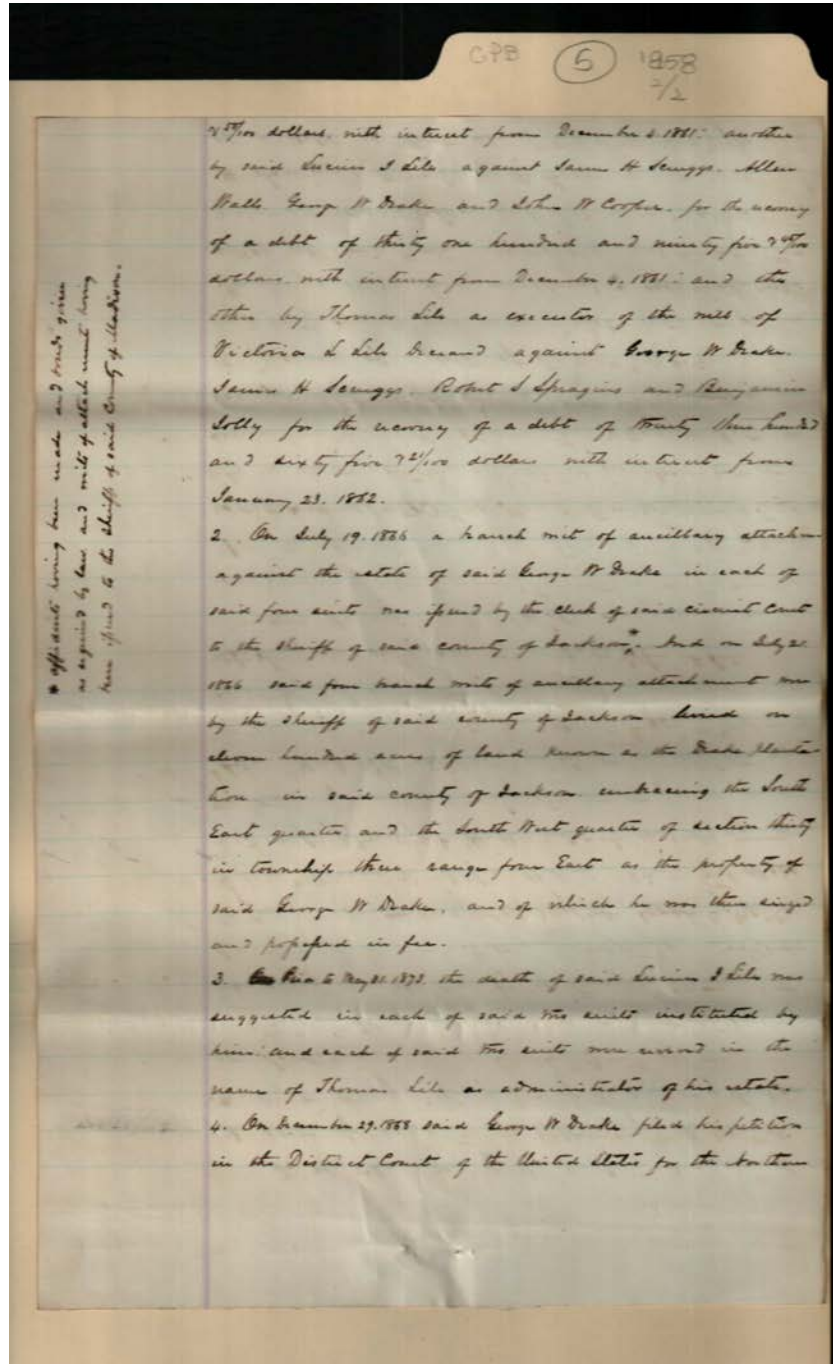 CPB 5 1858
2/2
& 50/100 dollars with interest from December 4. 1861: another
by said Lucius J Lile against James H Scruggs. Allen
Walls George W Drake and John W Cooper. for the recovery
of a debt of thirty one hundred and ninety five &
dollars with interest from December 4. 1861: and the
other by Thomas Lile as executor of the will of
Victoria L Lile Deceased against George W Drake.
James H Scruggs. Robert S Spragins and Benjamin
Jolly for the recovery of a debt of twenty three hundred
and sixty five & 21/100 dollars with interest from
January 23. 1862.
2. On July 19. 1866 a branch writ of ancillary attachment
against the estate of said George W Drake in each of
said four suits was issued by the clerk of said circuit Court
to the sheriff of said county of Jackson*. And on July 21
1866 said four branch writs of ancillary attachment were
by the sheriff of said county of Jackson levied on
eleven hundred acres of land known as the Drake planta-
tion in said county of Jackson. embracing the South
East quarter and the South West quarter of section thirty
in township three range four East as the property of
said George W Drake. and of which he was then seized
and possessed in fee.
3. Prior to May 31. 1873. the death of said Lucius J Lile was
suggested in each of said two suits instituted by
him: and each of said two suits were revived in the
name of Thomas Lile as administrator of his estate.
4. On December 29. 1868 said George W Drake filed his petition
in the District Court of the United States for the Northern
* affidavits having been made and bonds given
as required by law and writs of attachment having
been issued to the sheriff of said County of Madison.